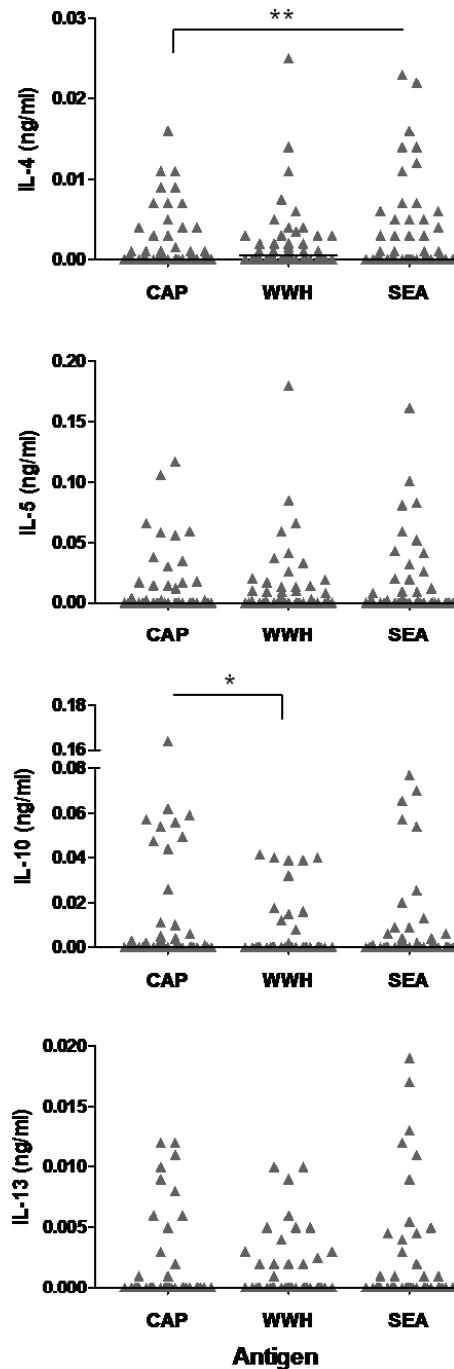 **
0.03
0.02
0.01
0.00
IL-4 (ng/ml)
CAP WWH SEA
0.20
0.15
0.10
0.05
0.00
IL-5 (ng/ml)
CAP WWH SEA
*
0.18
0.16
0.08
0.06
0.04
0.02
0.00
IL-10 (ng/ml)
CAP WWH SEA
0.020
0.015
0.010
0.005
0.000
IL-13 (ng/ml)
CAP WWH SEA
Antigen